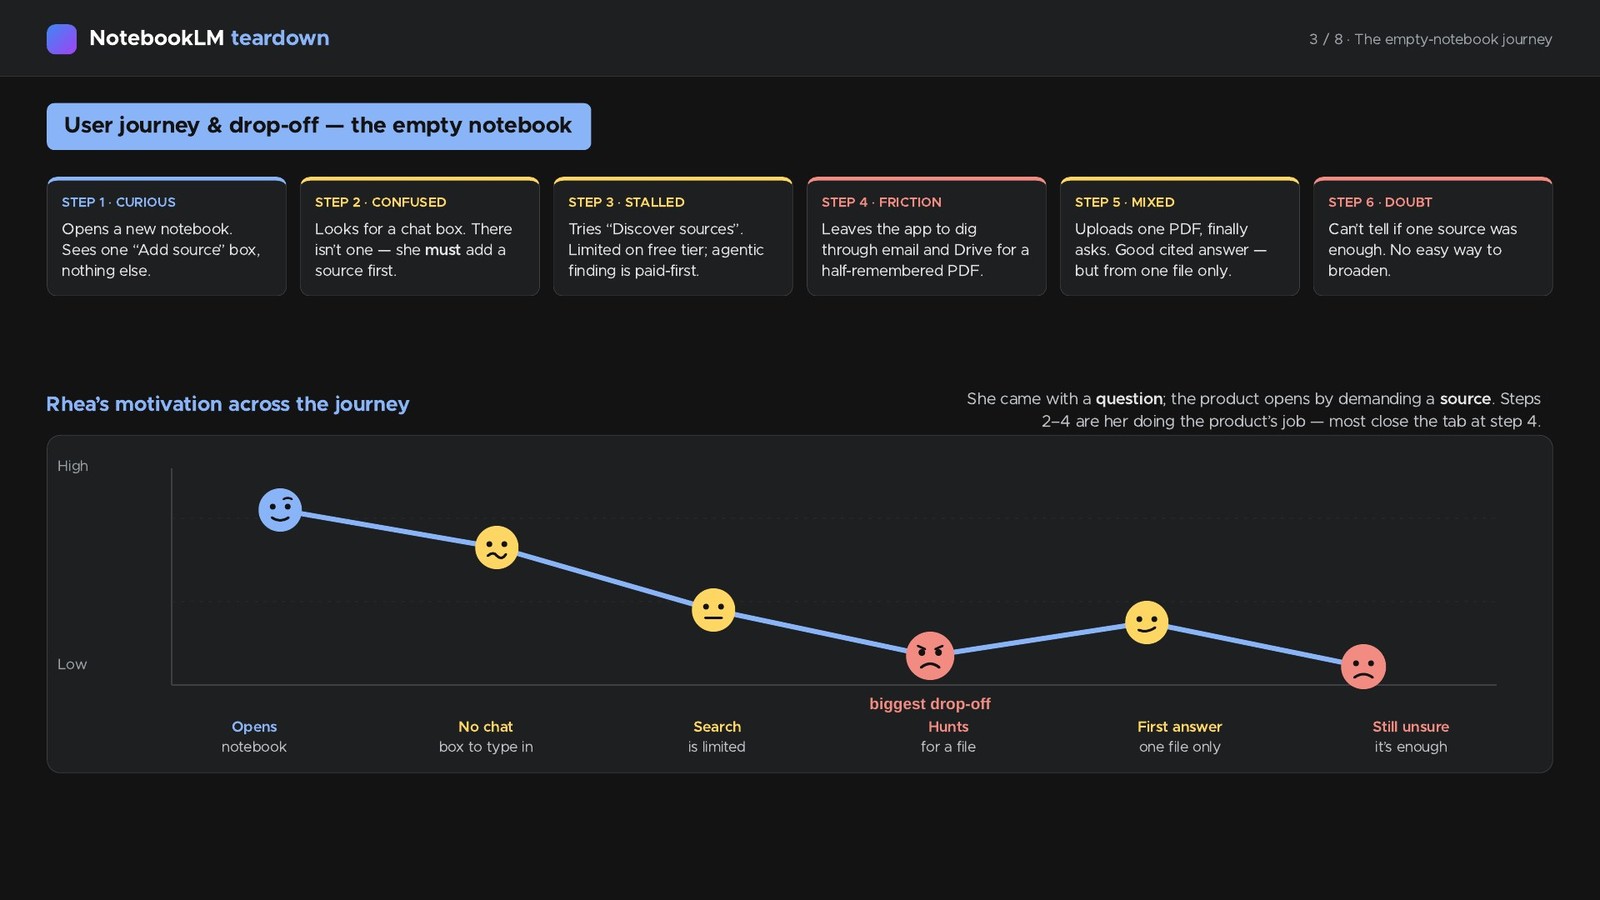 NotebookLM teardown
3 / 8 · The empty-notebook journey
User journey & drop-off — the empty notebook
STEP 1 · CURIOUS
Opens a new notebook.
Sees one “Add source” box,
nothing else.
STEP 2 · CONFUSED
Looks for a chat box. There
isn’t one — she must add a
source first.
STEP 3 · STALLED
Tries “Discover sources”.
Limited on free tier; agentic
finding is paid-first.
STEP 4 · FRICTION
Leaves the app to dig
through email and Drive for a
half-remembered PDF.
STEP 5 · MIXED
Uploads one PDF, finally
asks. Good cited answer —
but from one file only.
STEP 6 · DOUBT
Can’t tell if one source was
enough. No easy way to
broaden.
Rhea’s motivation across the journey
She came with a question; the product opens by demanding a source. Steps
2–4 are her doing the product’s job — most close the tab at step 4.
High
Low
biggest drop-off
Opens
notebook
No chat
box to type in
Search
is limited
Hunts
for a file
First answer
one file only
Still unsure
it’s enough